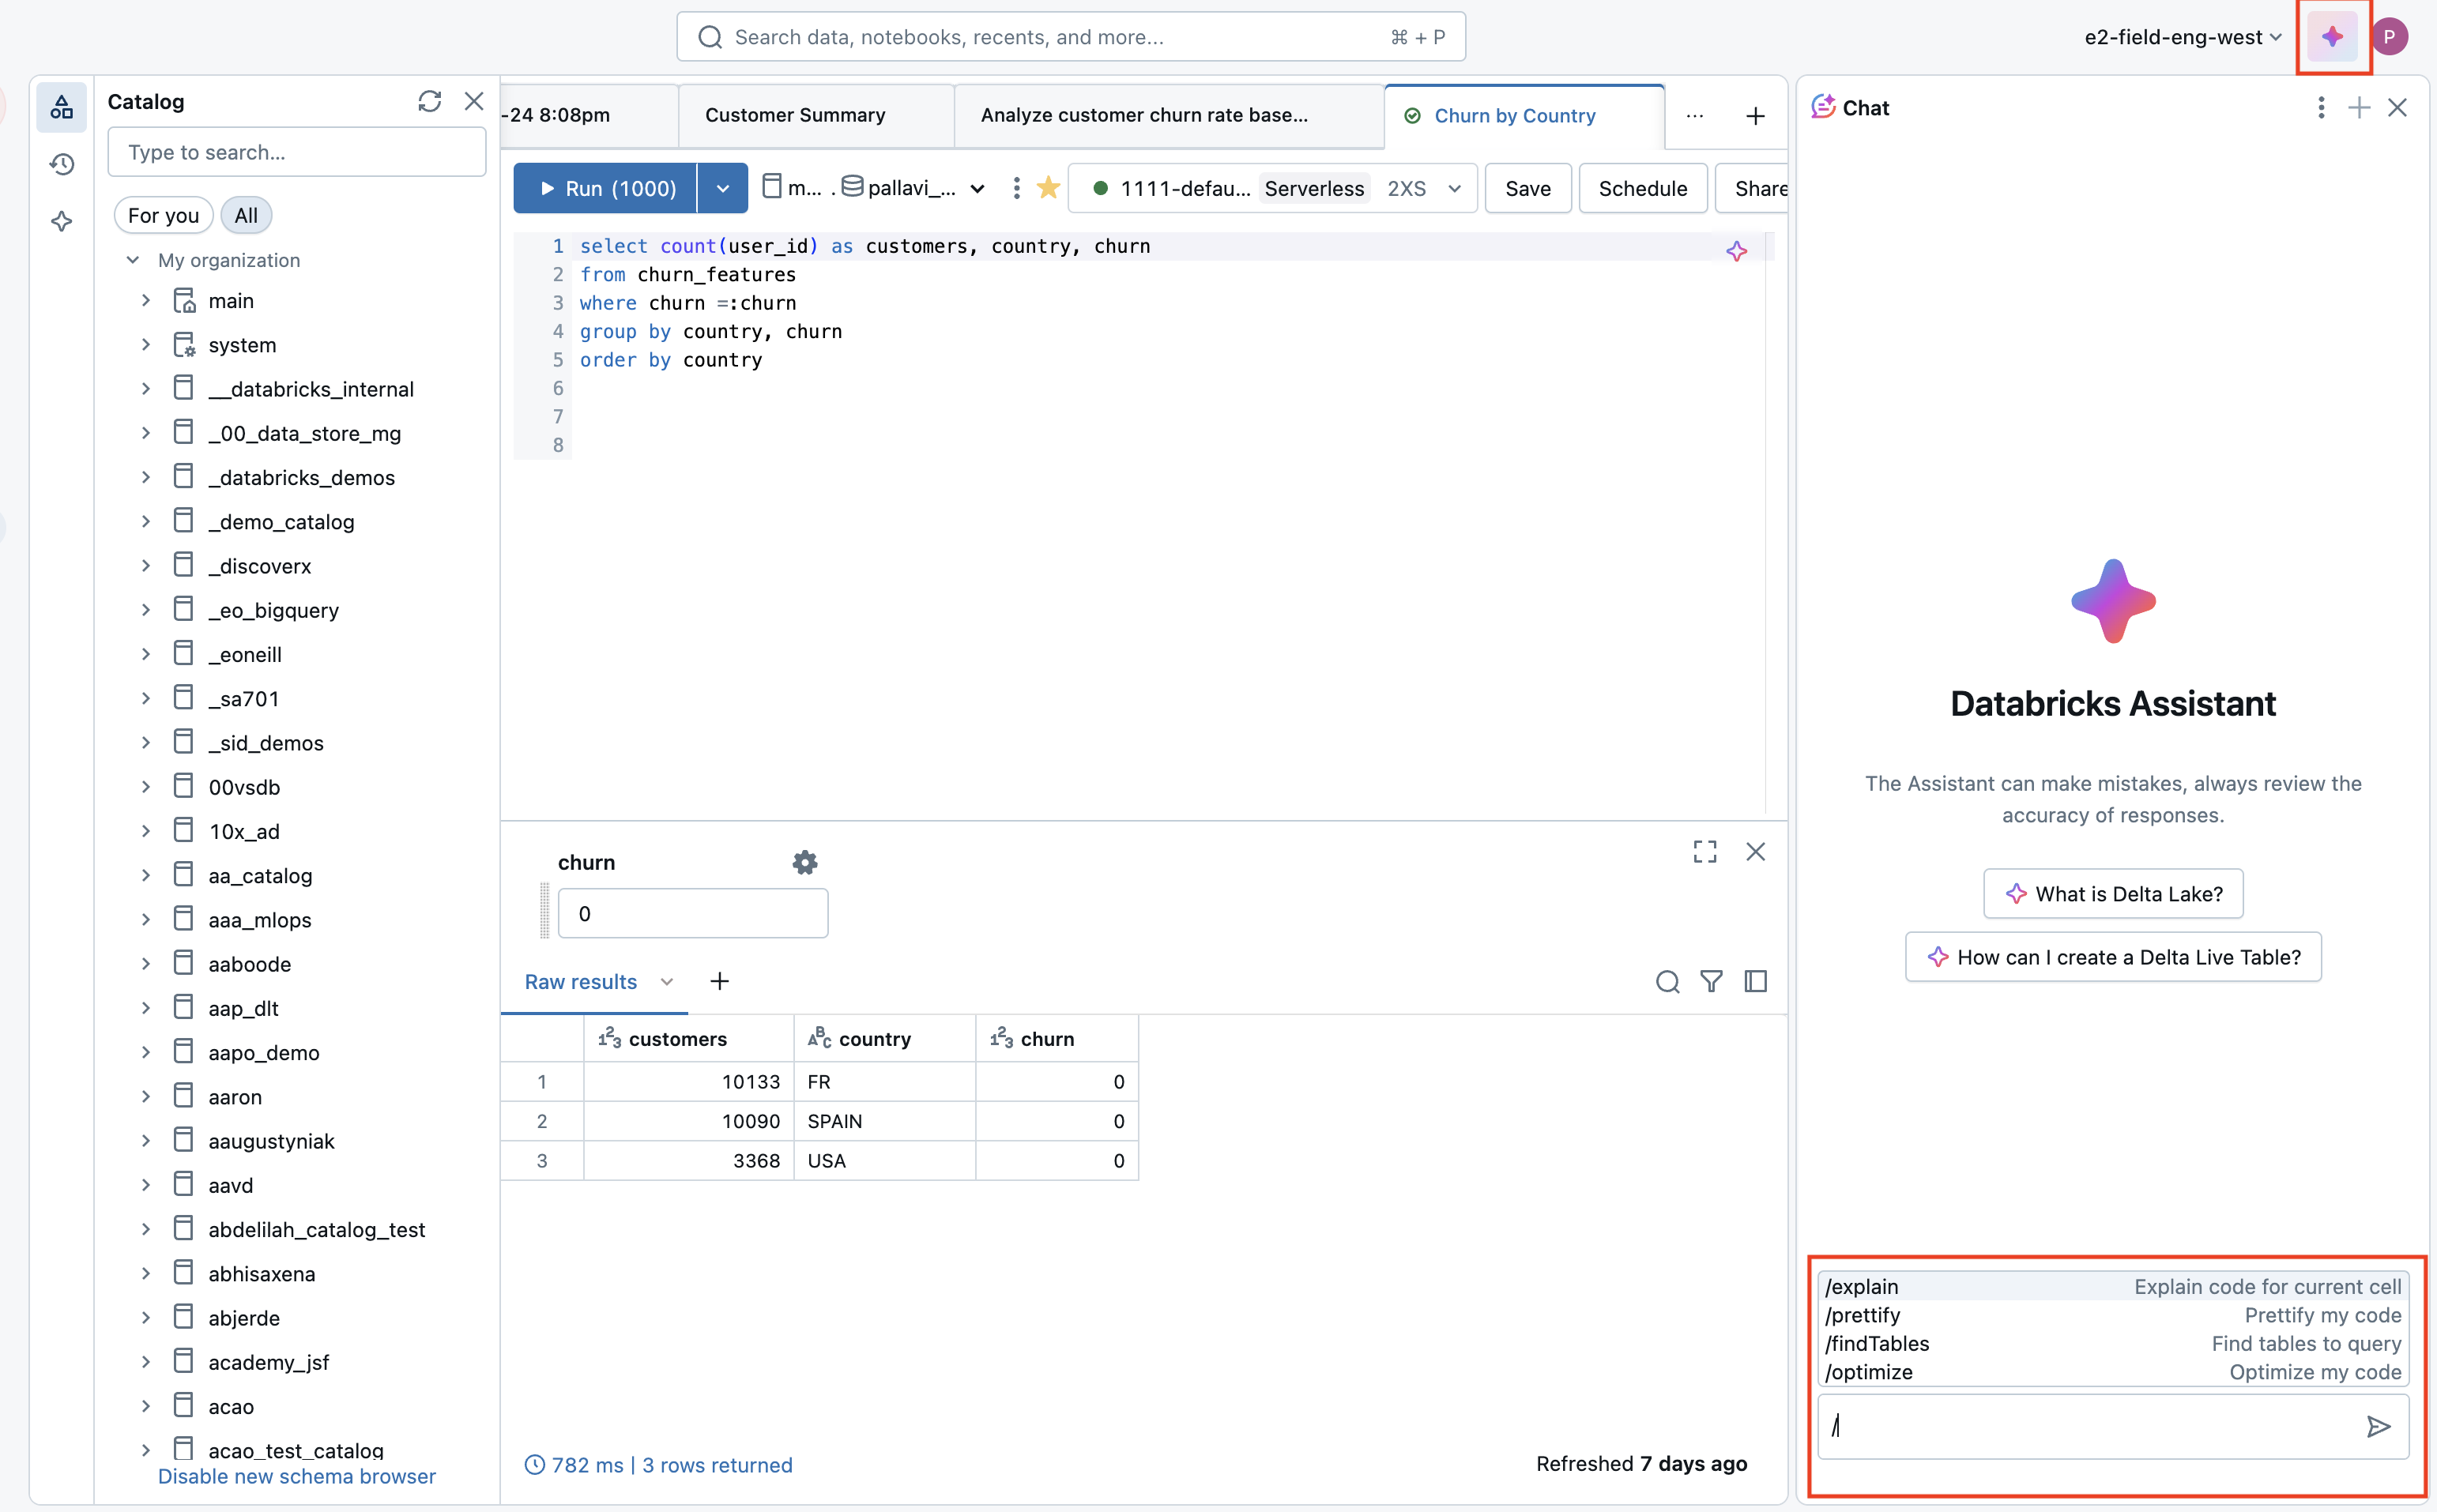 Search data, notebooks, recents, and more... ⌘ + P
e2-field-eng-west
P
Catalog
Type to search...
For you All
My organization
main
system
__databricks_internal
_00_data_store_mg
_databricks_demos
_demo_catalog
_discoverx
_eo_bigquery
_eoneill
_sa701
_sid_demos
00vsdb
10x_ad
aa_catalog
aaa_mlops
aaboode
aap_dlt
aapo_demo
aaron
aaugustyniak
aavd
abdelilah_catalog_test
abhisaxena
abjerde
academy_jsf
acao
acao_test_catalog
Disable new schema browser
-24 8:08pm
Customer Summary
Analyze customer churn rate base...
Churn by Country
...
Run (1000)
m... . pallavi_...
1111-defau... Serverless 2XS
Save
Schedule
Share
1 select count(user_id) as customers, country, churn
2 from churn_features
3 where churn =:churn
4 group by country, churn
5 order by country
6
7
8
churn
0
Raw results
123 customers ABC country 123 churn
1 10133 FR 0
2 10090 SPAIN 0
3 3368 USA 0
782 ms | 3 rows returned
Refreshed 7 days ago
Chat
Databricks Assistant
The Assistant can make mistakes, always review the
accuracy of responses.
What is Delta Lake?
How can I create a Delta Live Table?
/explain Explain code for current cell
/prettify Prettify my code
/findTables Find tables to query
/optimize Optimize my code
/